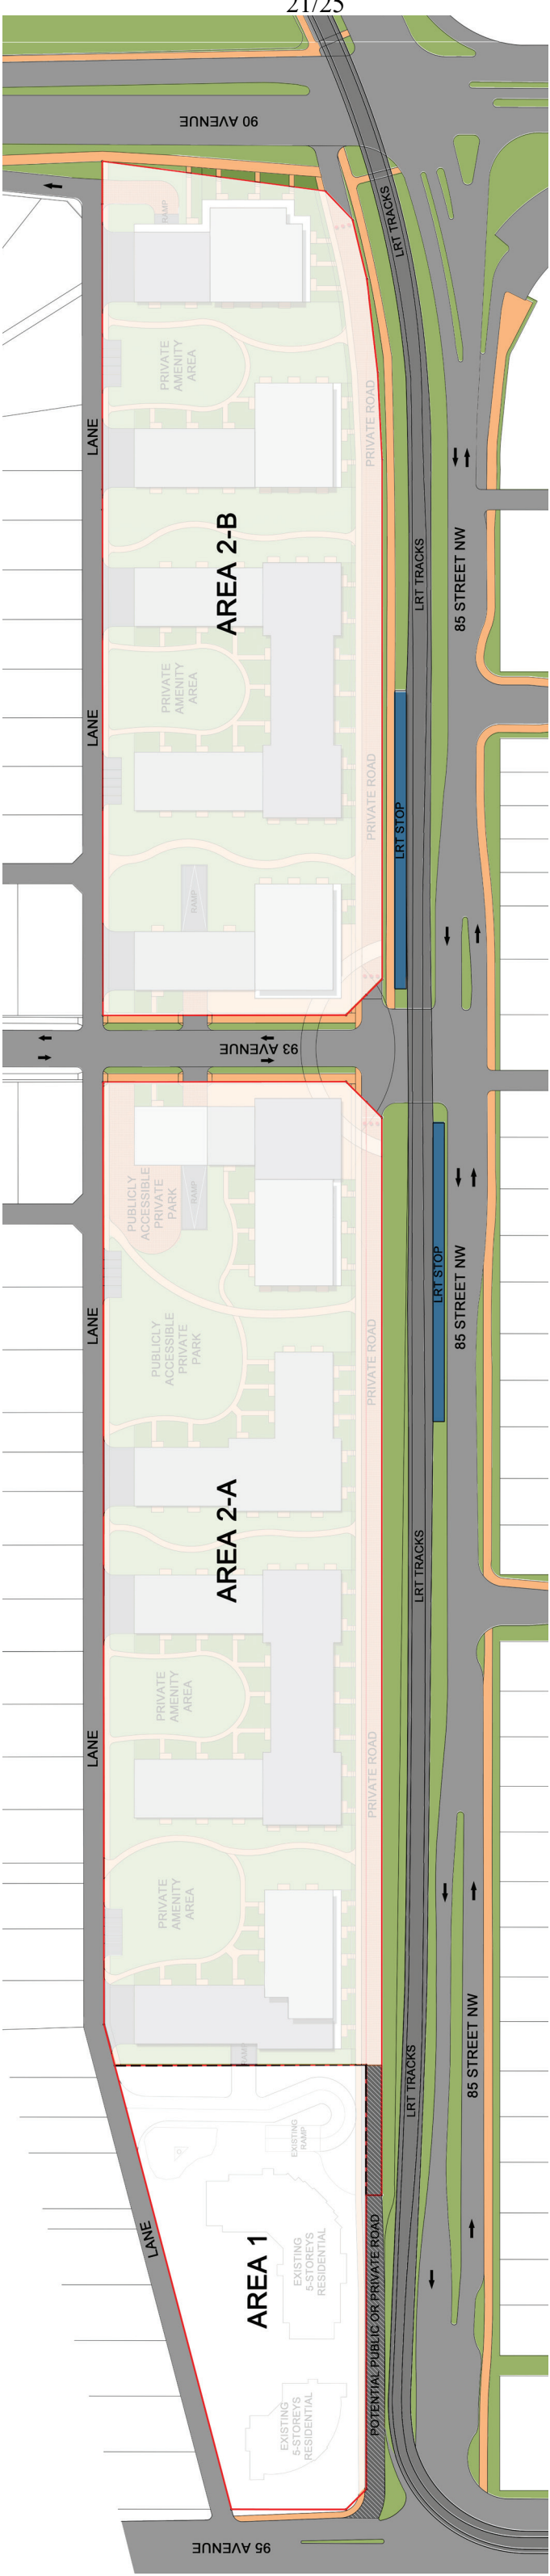 21/25
90 AVENUE
LRT TRACKS
RAMP
PRIVATE
AMENITY
AREA
PRIVATE ROAD
LANE
AREA 2-B
LRT TRACKS
85 STREET NW
PRIVATE
AMENITY
AREA
LANE
PRIVATE ROAD
LRT STOP
RAMP
93 AVENUE
PUBLICLY
ACCESSIBLE
PRIVATE
PARK
RAMP
LRT STOP
85 STREET NW
LANE
PUBLICLY
ACCESSIBLE
PRIVATE
PARK
PRIVATE ROAD
AREA 2-A
LRT TRACKS
PRIVATE
AMENITY
AREA
LANE
PRIVATE ROAD
PRIVATE
AMENITY
AREA
RAMP
LRT TRACKS
85 STREET NW
EXISTING
RAMP
LANE
AREA 1
EXISTING
5-STOREYS
RESIDENTIAL
POTENTIAL PUBLIC OR PRIVATE ROAD
EXISTING
5-STOREYS
RESIDENTIAL
95 AVENUE